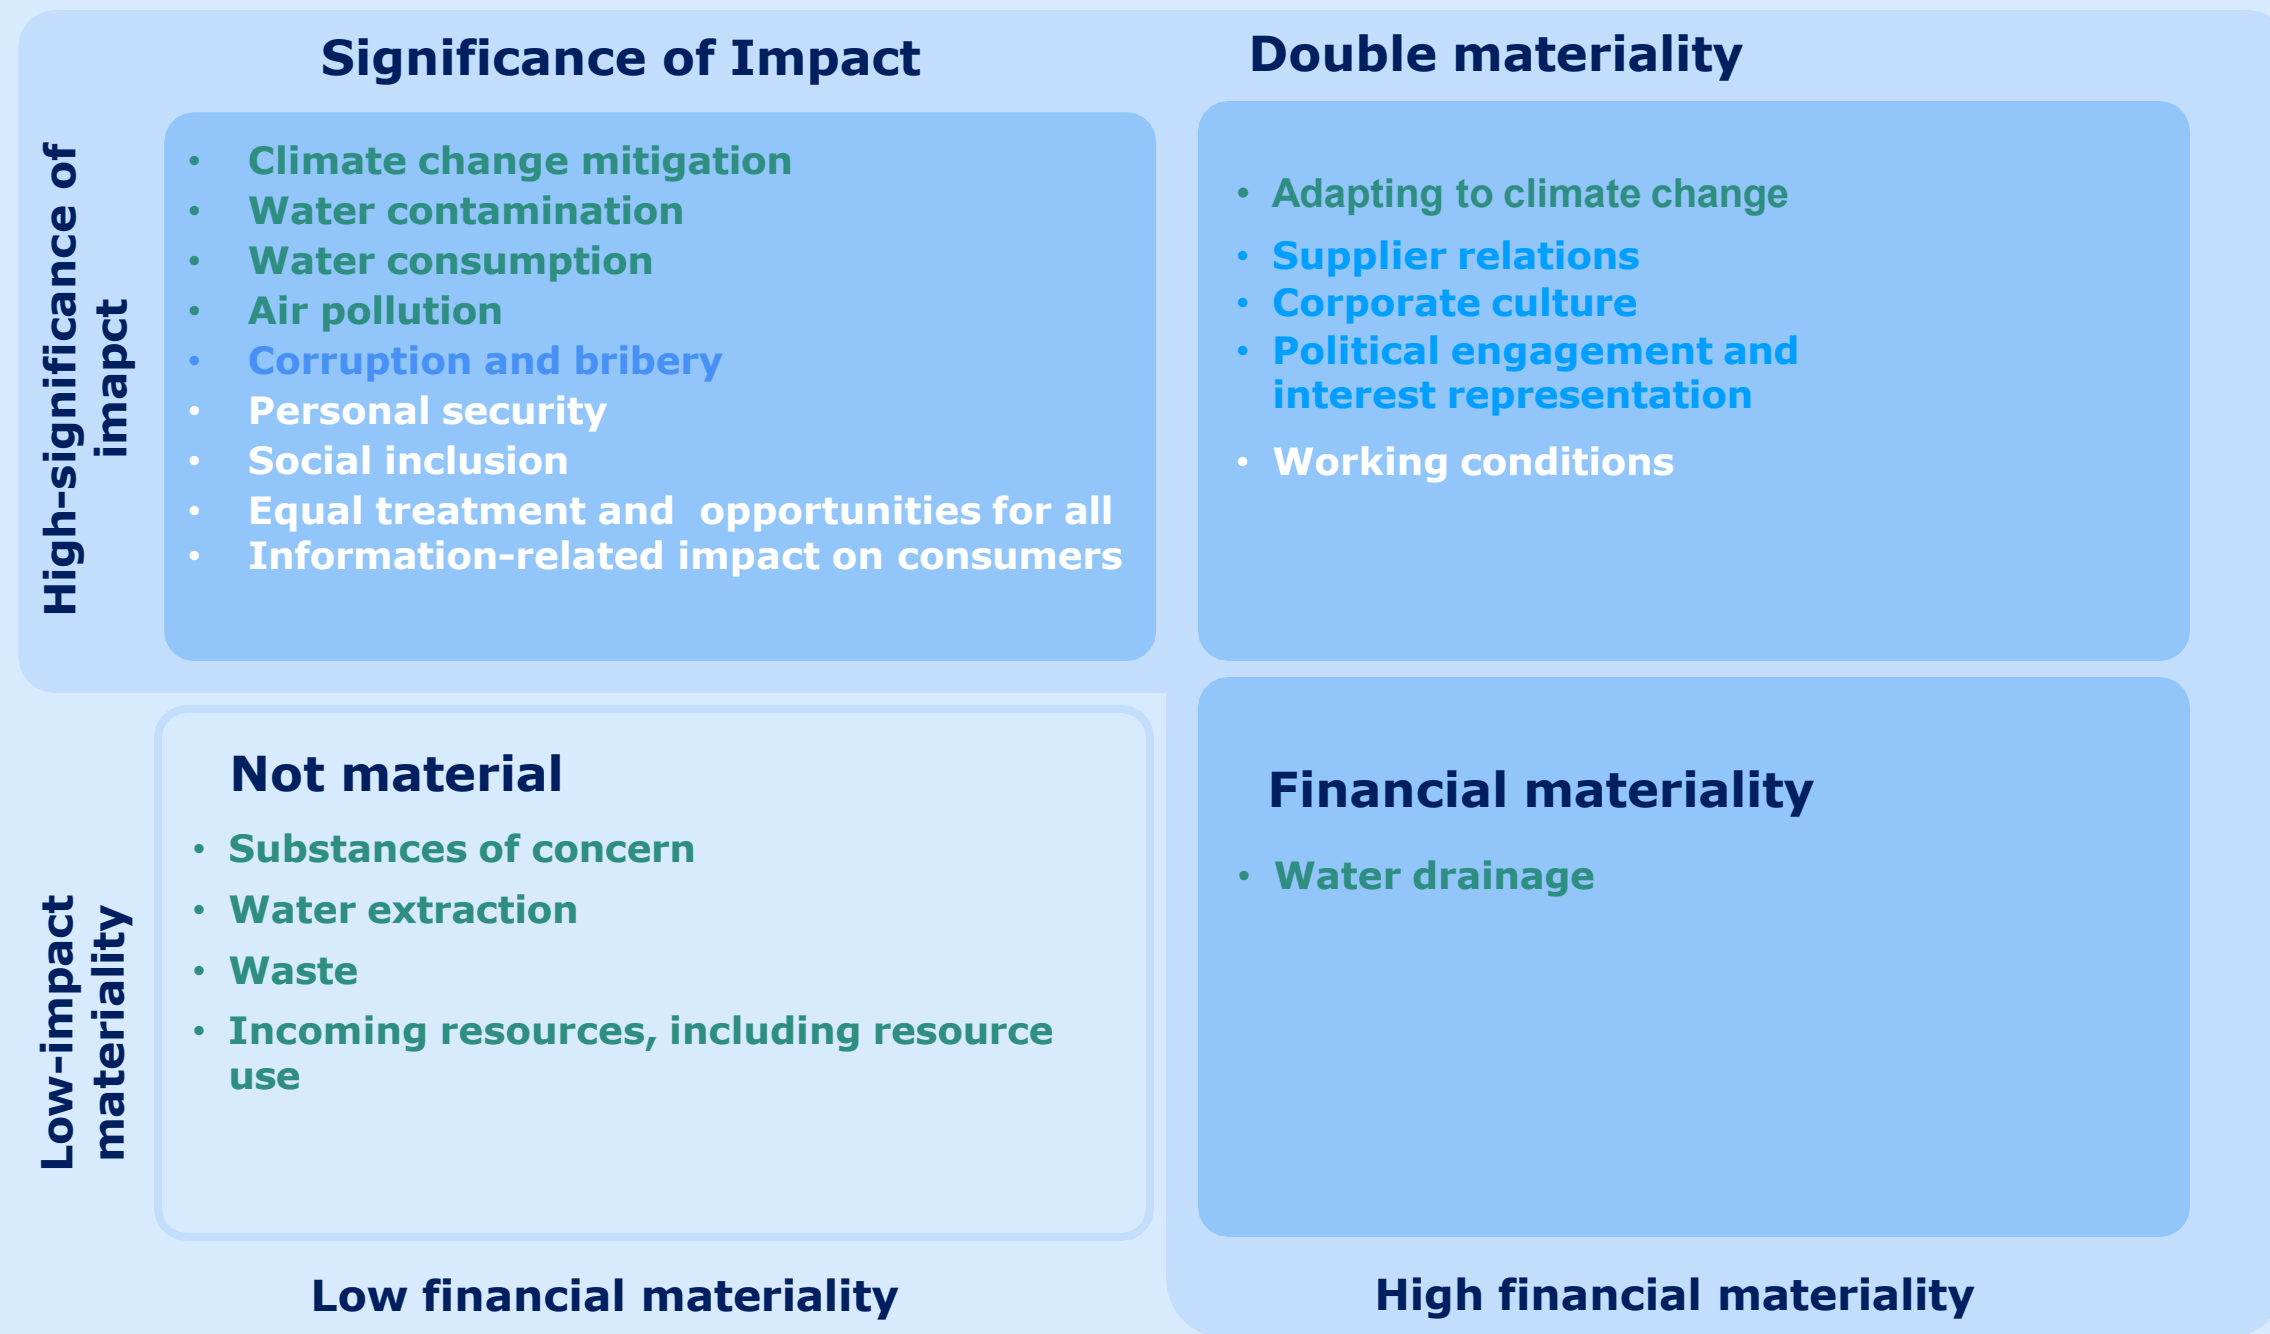 Significance of Impact
High-significance of
imapct
• Climate change mitigation
• Water contamination
• Water consumption
• Air pollution
• Corruption and bribery
• Personal security
• Social inclusion
• Equal treatment and  opportunities for all
• Information-related impact on consumers
Double materiality
• Adapting to climate change
• Supplier relations
• Corporate culture
• Political engagement and
interest representation
• Working conditions
Low-impact
materiality
Not material
• Substances of concern
• Water extraction
• Waste
• Incoming resources, including resource
use
Financial materiality
• Water drainage
Low financial materiality
High financial materiality